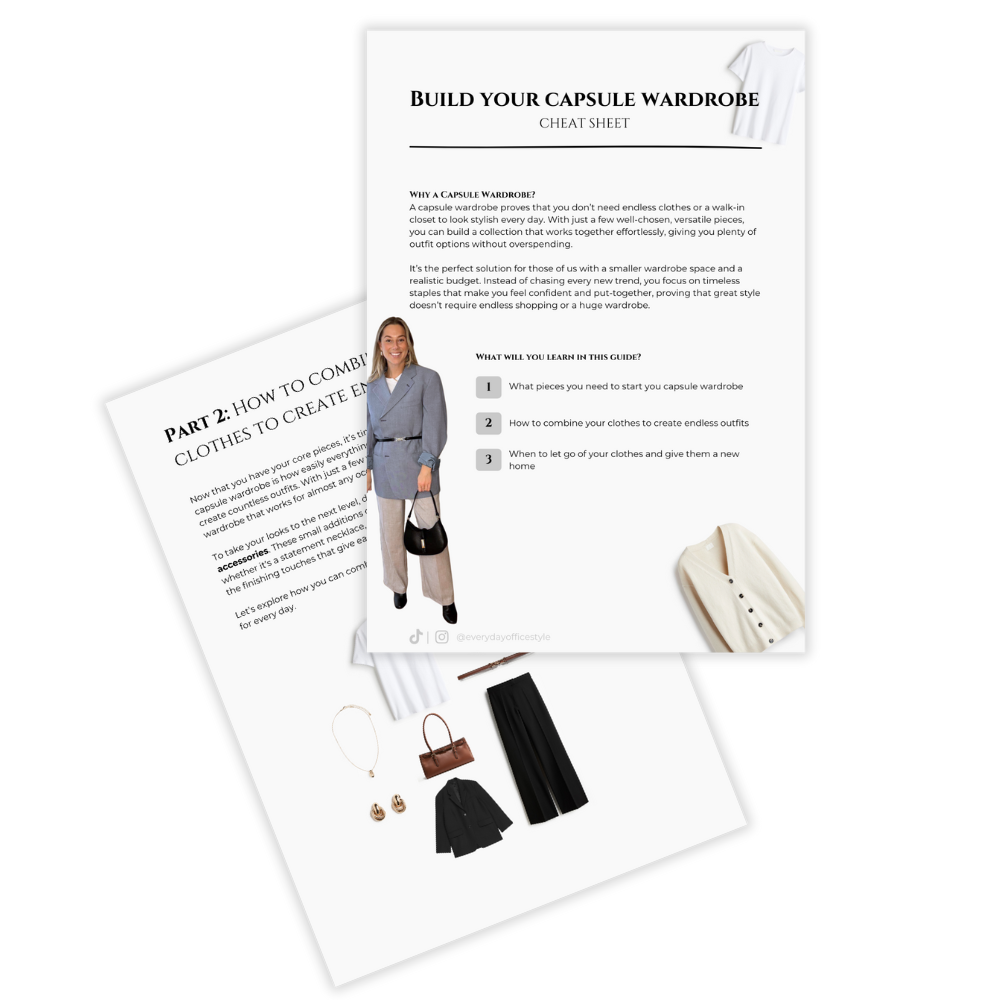 Build your capsule wardrobe
CHEAT SHEET
Why a Capsule Wardrobe?
A capsule wardrobe proves that you don't need endless clothes or a walk-in
closet to look stylish every day. With just a few well-chosen, versatile pieces,
you can build a collection that works together effortlessly, giving you plenty of
outfit options without overspending.
It's the perfect solution for those of us with a smaller wardrobe space and a
realistic budget. Instead of chasing every new trend, you focus on timeless
staples that make you feel confident and put-together, proving that great style
doesn't require endless shopping or a huge wardrobe.
What will you learn in this guide?
1 What pieces you need to start you capsule wardrobe
2 How to combine your clothes to create endless outfits
3 When to let go of your clothes and give them a new
home
@everydayofficestyle
Part 2: How to combi
clothes to create en
Now that you have your core pieces, it's ti
capsule wardrobe is how easily everythin
create countless outfits. With just a few
wardrobe that works for almost any oc
To take your looks to the next level, d
accessories. These small additions
whether it's a statement necklace,
the finishing touches that give ea
Let's explore how you can com
for every day.